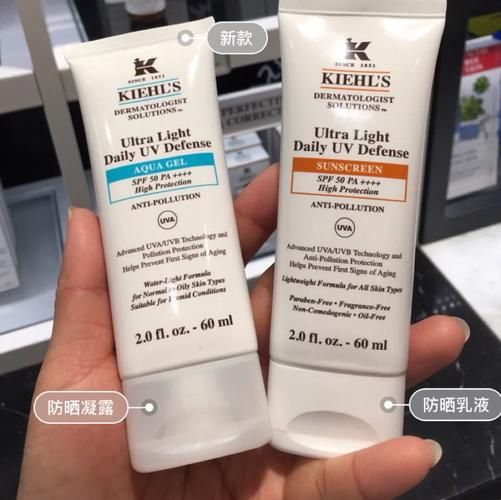 新款
SINCE 1851
KIEHL'S
DERMATOLOGIST
SOLUTIONS™
Ultra Light
Daily UV Defense
AQUA GEL
SPF 50 PA ++++
High Protection
ANTI-POLLUTION
UVA
Advanced UVA/UVB Technology and
Pollution Protection
Helps Prevent First Signs of Aging
Water-Light Formula
for Normal to Oily Skin Types
Suitable for Humid Conditions
2.0 fl. oz. - 60 ml
防晒凝露
SINCE 1851
KIEHL'S
DERMATOLOGIST
SOLUTIONS™
Ultra Light
Daily UV Defense
SUNSCREEN
SPF 50 PA ++++
High Protection
ANTI-POLLUTION
UVA
Advanced UVA/UVB Technology and
Anti-Pollution Protection
Helps Prevent First Signs of Aging
Lightweight Formula for All Skin Types
Paraben-Free • Fragrance-Free
Non-Comedogenic • Oil-Free
2.0 fl. oz. - 60 ml
防晒乳液